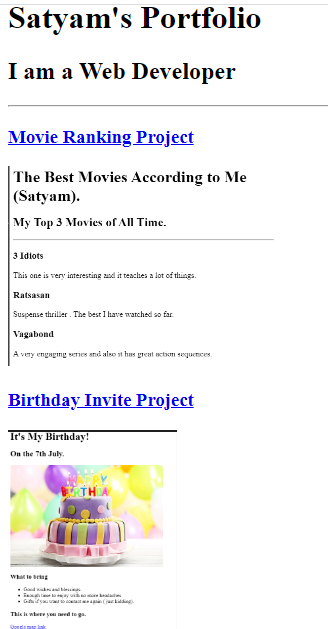 Satyam's Portfolio
I am a Web Developer
Movie Ranking Project
The Best Movies According to Me
(Satyam).
My Top 3 Movies of All Time.
3 Idiots
This one is very interesting and it teaches a lot of things.
Ratsasan
Suspense thriller . The best I have watched so far.
Vagabond
A very engaging series and also it has great action sequences.
Birthday Invite Project
It's My Birthday!
On the 7th July.
HAPPY
BIRTHDAY
What to bring
Good wishes and blessings.
Enough time to enjoy with no more headaches.
Gifts if you want to contact me again ( just kidding).
This is where you need to go.
Google map link